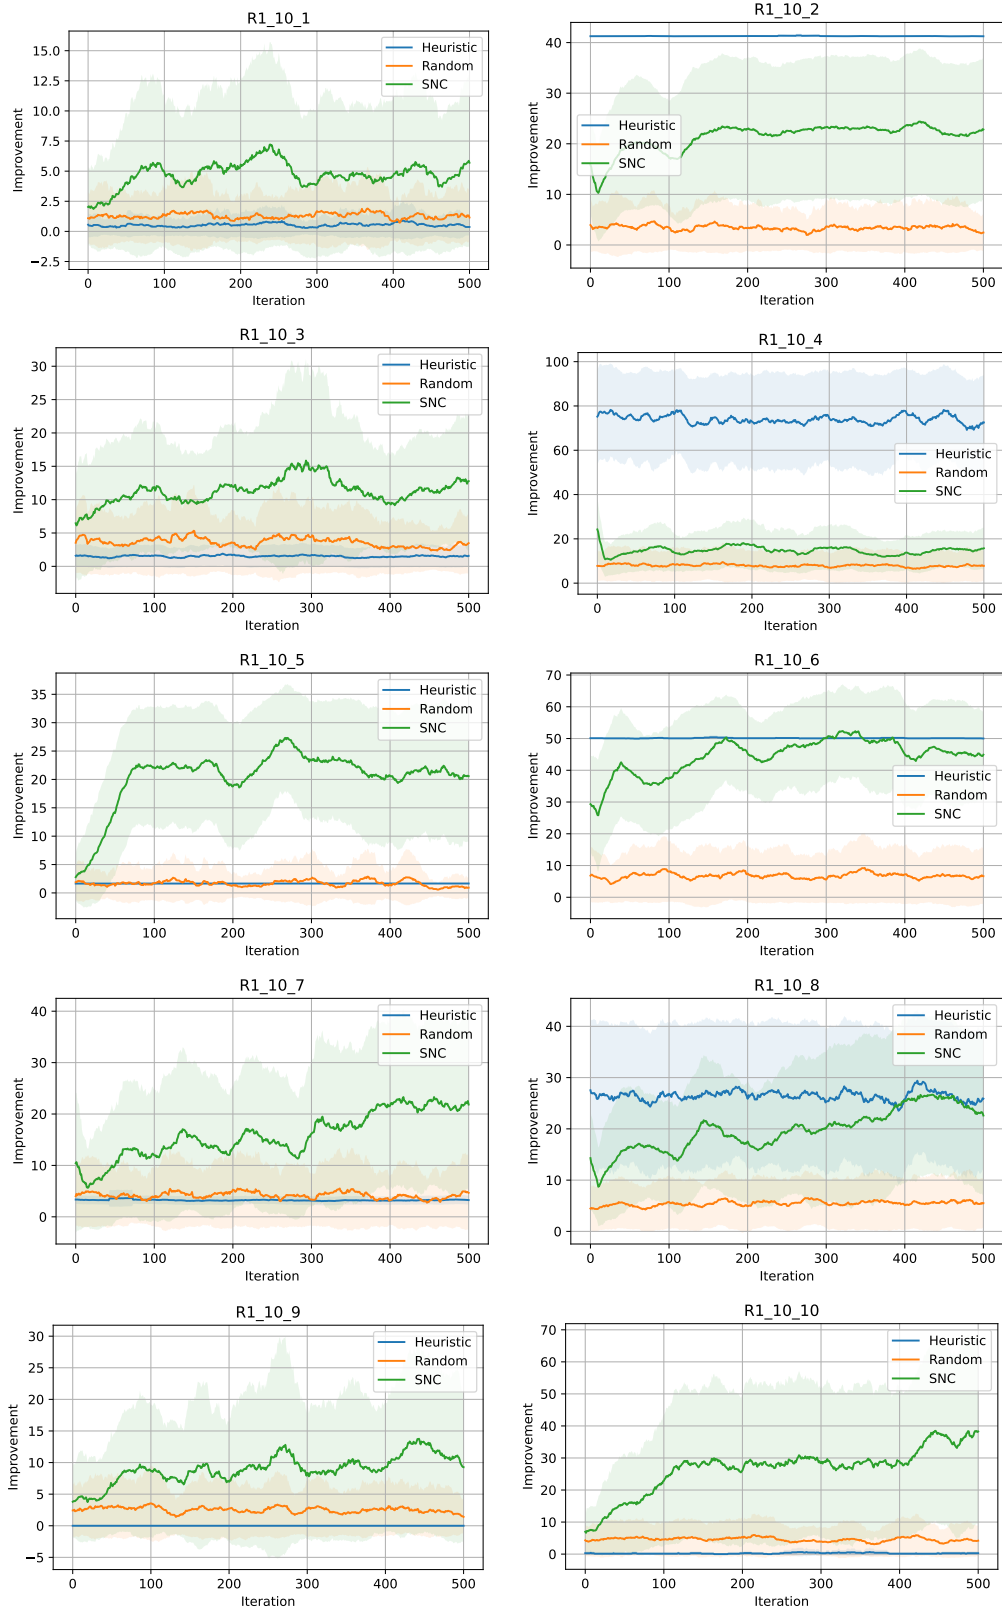 R1_10_1
Improvement
15.0
12.5
10.0
7.5
5.0
2.5
0.0
−2.5
Heuristic
Random
SNC
0 100 200 300 400 500
Iteration
R1_10_2
Improvement
40
30
20
10
0
Heuristic
Random
SNC
0 100 200 300 400 500
Iteration
R1_10_3
Improvement
30
25
20
15
10
5
0
Heuristic
Random
SNC
0 100 200 300 400 500
Iteration
R1_10_4
Improvement
100
80
60
40
20
0
Heuristic
Random
SNC
0 100 200 300 400 500
Iteration
R1_10_5
Improvement
35
30
25
20
15
10
5
0
Heuristic
Random
SNC
0 100 200 300 400 500
Iteration
R1_10_6
Improvement
70
60
50
40
30
20
10
0
Heuristic
Random
SNC
0 100 200 300 400 500
Iteration
R1_10_7
Improvement
40
30
20
10
0
Heuristic
Random
SNC
0 100 200 300 400 500
Iteration
R1_10_8
Improvement
40
30
20
10
0
Heuristic
Random
SNC
0 100 200 300 400 500
Iteration
R1_10_9
Improvement
30
25
20
15
10
5
0
−5
Heuristic
Random
SNC
0 100 200 300 400 500
Iteration
R1_10_10
Improvement
70
60
50
40
30
20
10
0
Heuristic
Random
SNC
0 100 200 300 400 500
Iteration